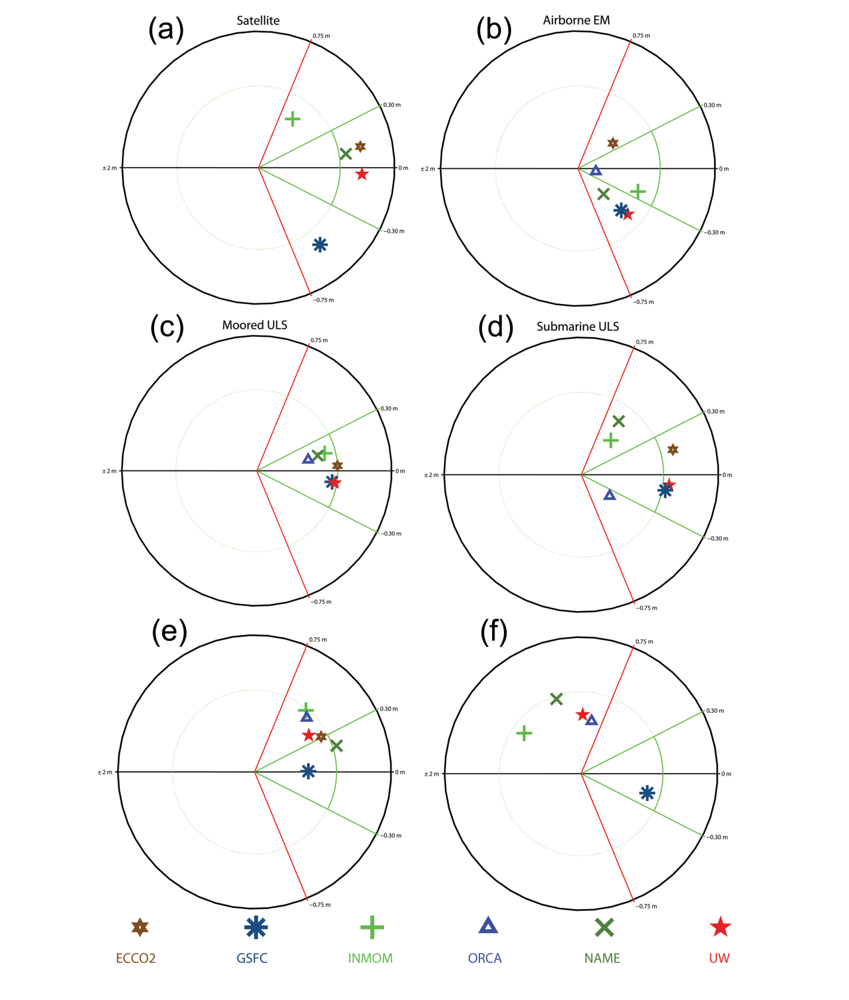 (a) Satellite
0.75 m
0.30 m
± 2 m
0 m
−0.30 m
−0.75 m
(b) Airborne EM
0.75 m
0.30 m
± 2 m
0 m
−0.30 m
−0.75 m
(c) Moored ULS
0.75 m
0.30 m
± 2 m
0 m
−0.30 m
−0.75 m
(d) Submarine ULS
0.75 m
0.30 m
± 2 m
0 m
−0.30 m
−0.75 m
(e)
0.75 m
0.30 m
± 2 m
0 m
−0.30 m
−0.75 m
(f)
0.75 m
0.30 m
± 2 m
0 m
−0.30 m
−0.75 m
ECCO2 GSFC INMOM ORCA NAME UW